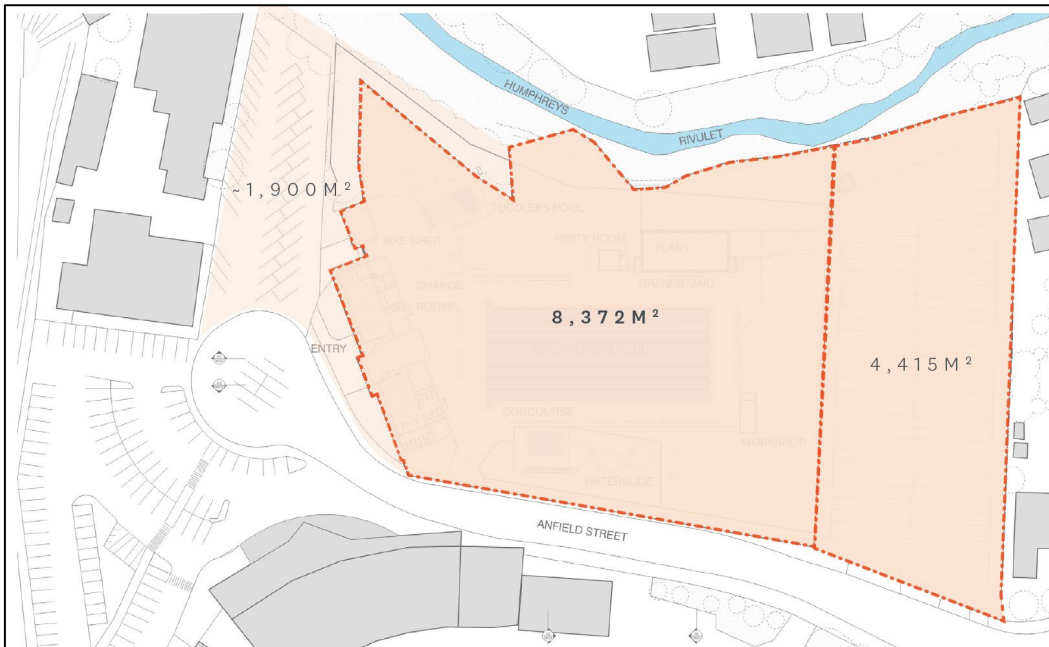 HUMPHREYS
RIVULET
~1,900M²
TODDLERS POOL
BIKE SHED
PARTY ROOM
PLANT
CHANGE
ROOMS
GRANDSTAND
8,372M²
ENTRY
4,415M²
CONCOURSE
WORKSHOP
WATERSLIDE
ANFIELD STREET